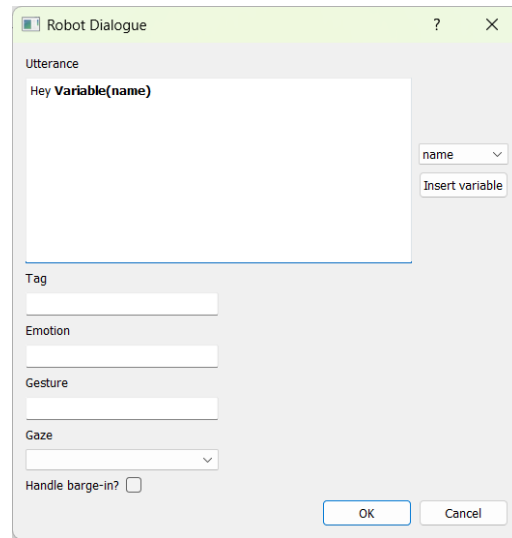 Robot Dialogue ?
Utterance
Hey Variable(name)
name
Insert variable
Tag
Emotion
Gesture
Gaze
Handle barge-in?
OK Cancel